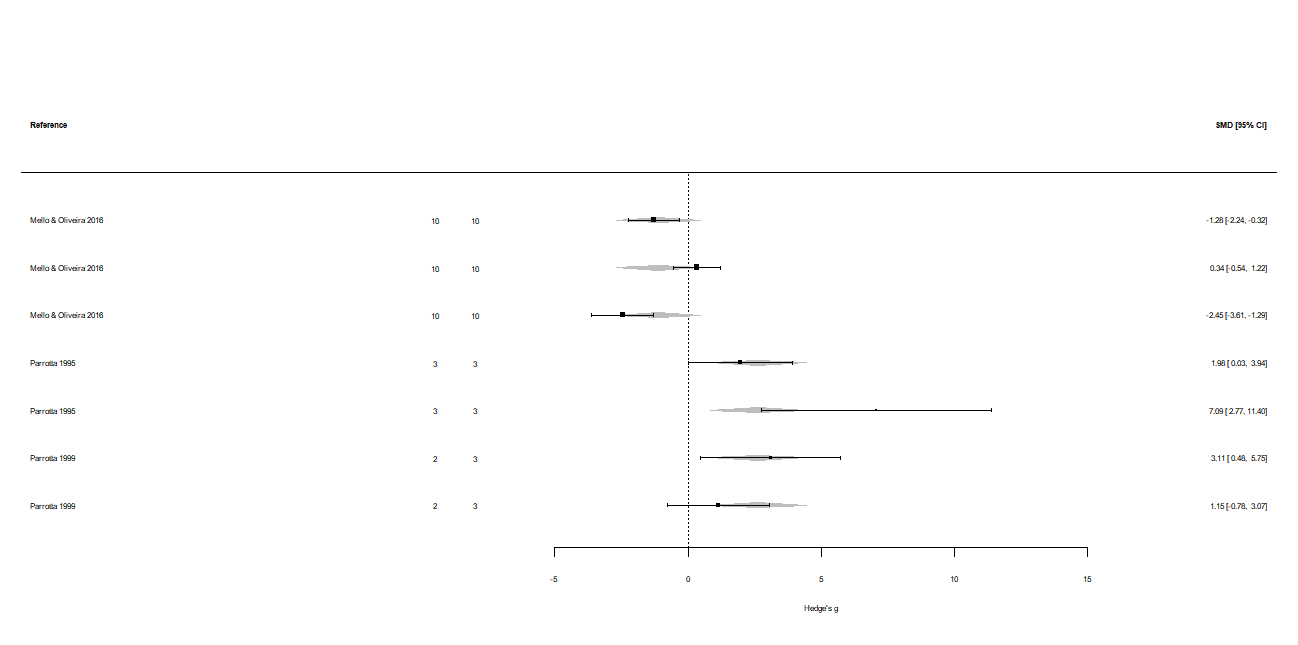 Reference SMD [95% CI]
Mello & Oliveira 2016 10 10 -1.28 [-2.24, -0.32]
Mello & Oliveira 2016 10 10 0.34 [-0.54, 1.22]
Mello & Oliveira 2016 10 10 -2.45 [-3.61, -1.29]
Parrotta 1995 3 3 1.98 [ 0.03, 3.94]
Parrotta 1995 3 3 7.09 [ 2.77, 11.40]
Parrotta 1999 2 3 3.11 [ 0.48, 5.75]
Parrotta 1999 2 3 1.15 [-0.78, 3.07]
-5 0 5 10 15
Hedge's g